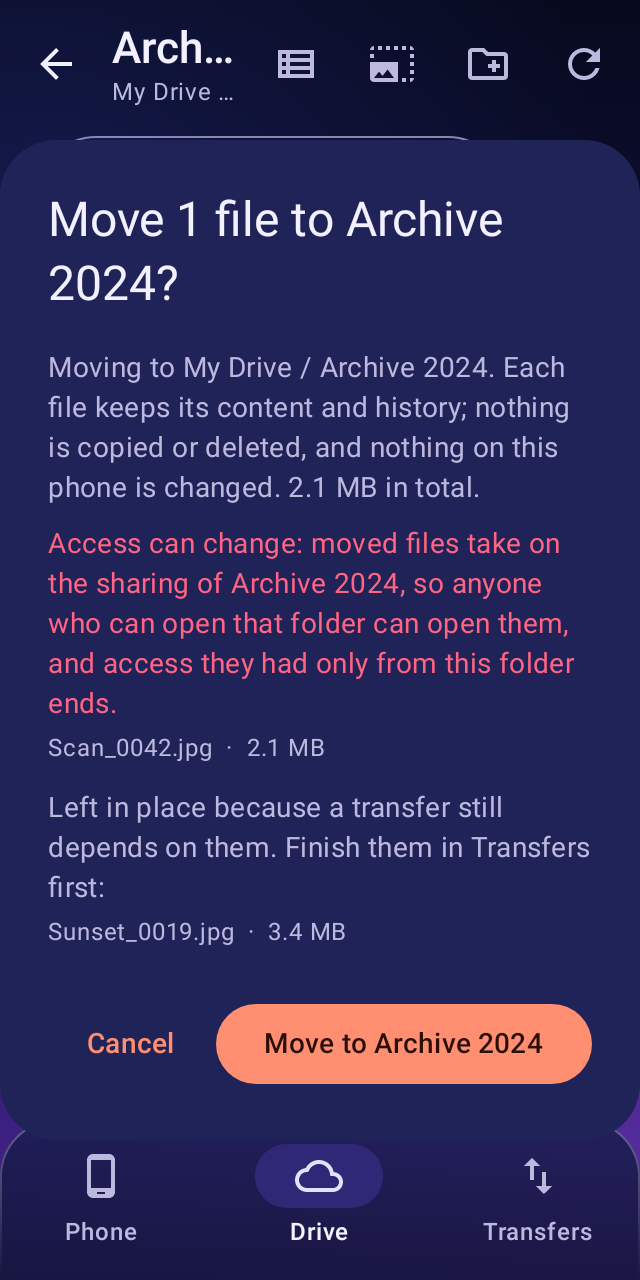 Arch…
My Drive …
Move 1 file to Archive
2024?
Moving to My Drive / Archive 2024. Each
file keeps its content and history; nothing
is copied or deleted, and nothing on this
phone is changed. 2.1 MB in total.
Access can change: moved files take on
the sharing of Archive 2024, so anyone
who can open that folder can open them,
and access they had only from this folder
ends.
Scan_0042.jpg · 2.1 MB
Left in place because a transfer still
depends on them. Finish them in Transfers
first:
Sunset_0019.jpg · 3.4 MB
Cancel
Move to Archive 2024
Phone
Drive
Transfers